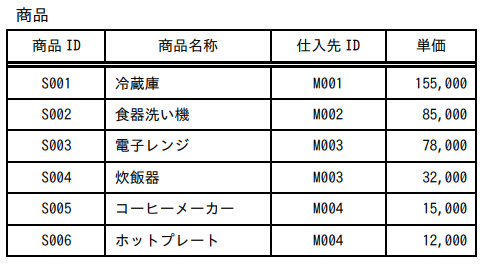 商品
商品 ID 商品名称 仕入先 ID 単価
S001 冷蔵庫 M001 155,000
S002 食器洗い機 M002 85,000
S003 電子レンジ M003 78,000
S004 炊飯器 M003 32,000
S005 コーヒーメーカー M004 15,000
S006 ホットプレート M004 12,000